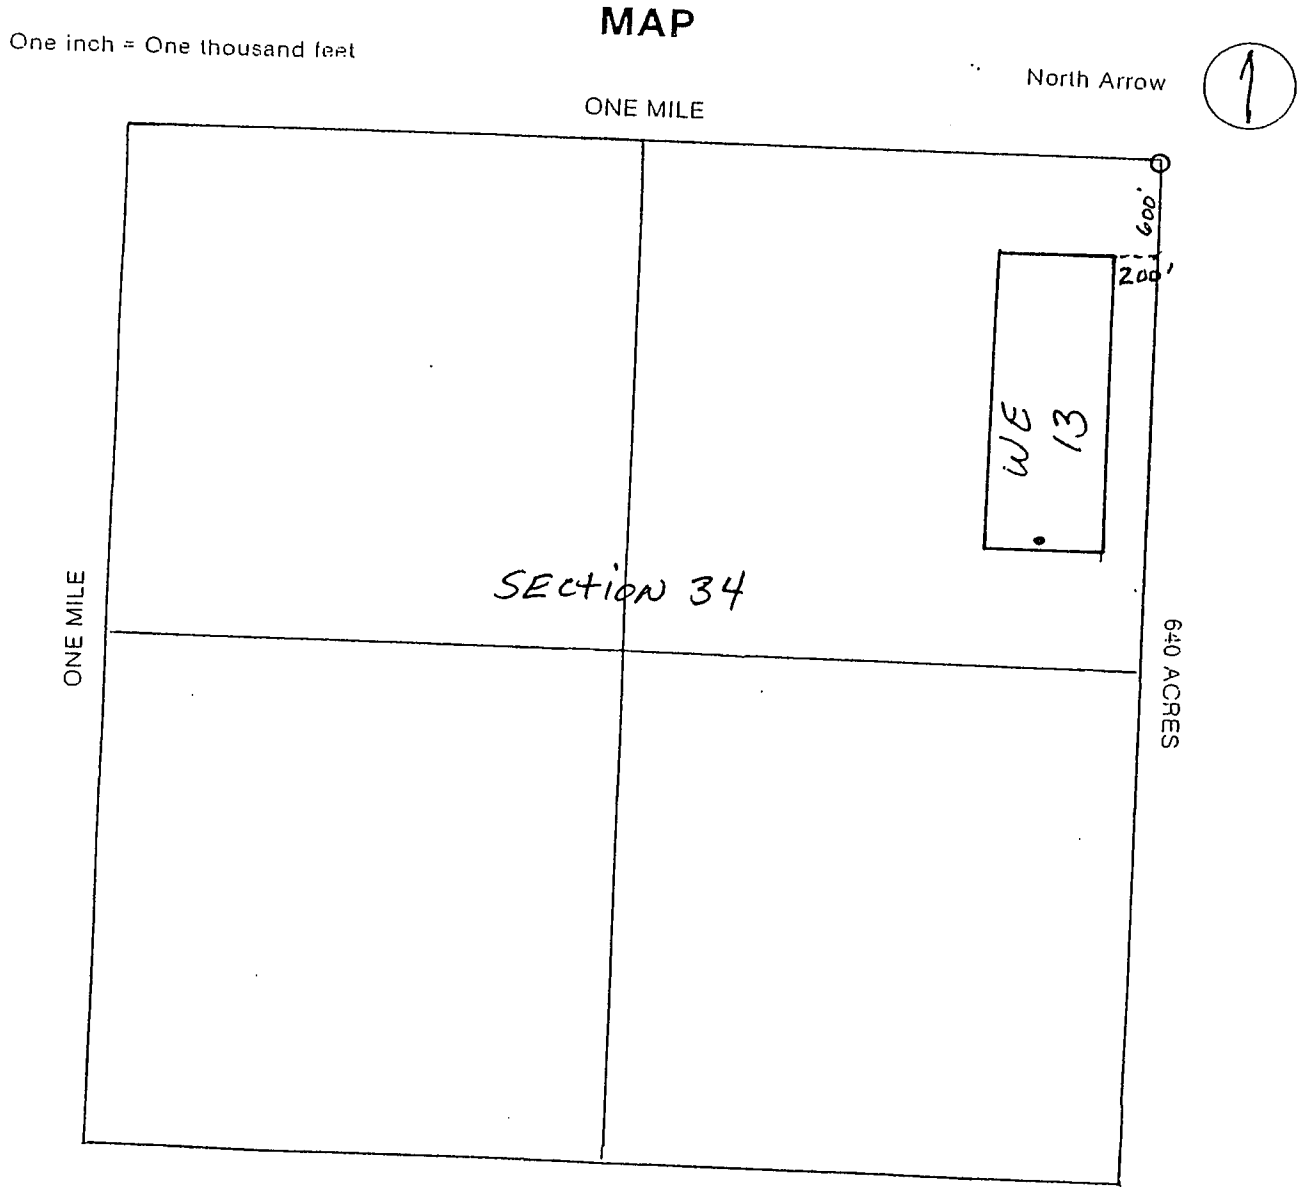 MAP
One inch = One thousand feet
North Arrow
ONE MILE
600'
200'
WE
13
SECtiON 34
ONE MILE
640 ACRES